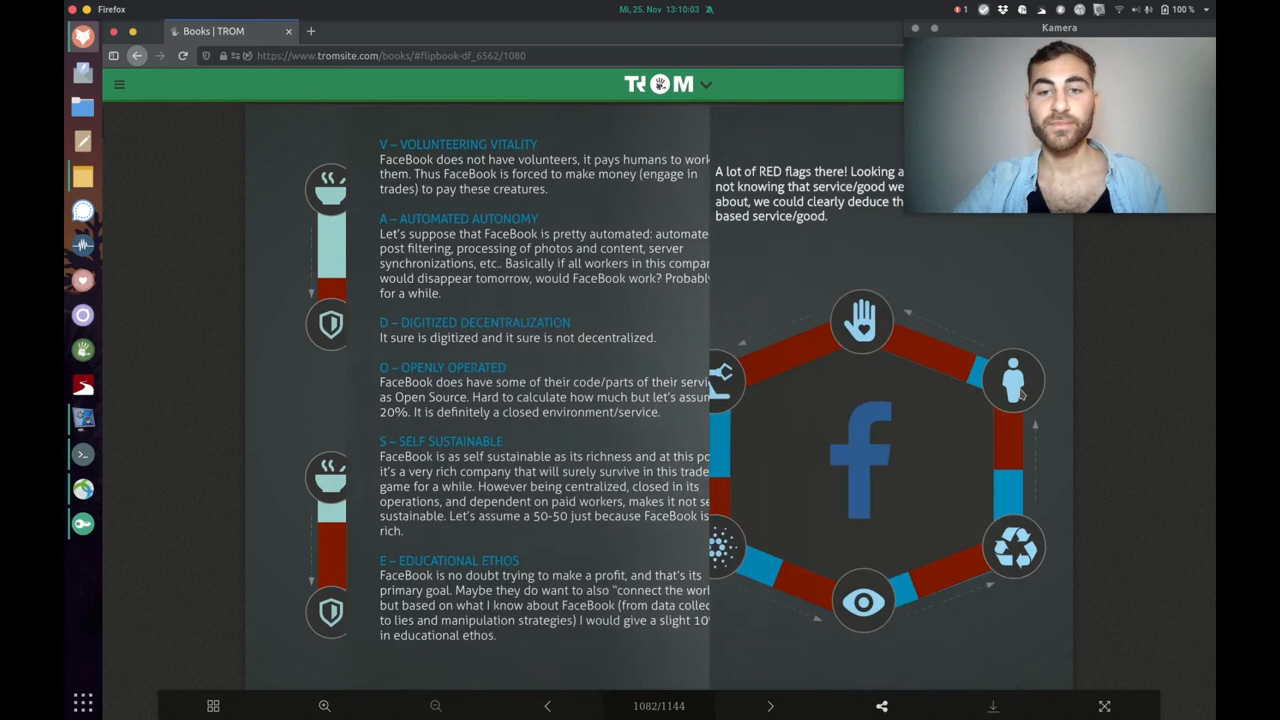 Firefox
Mi, 25. Nov 13:10:03
1
100 %
Books | TROM
https://www.tromsite.com/books/#flipbook-df_6562/1080
Kamera
TROM
V – VOLUNTEERING VITALITY
FaceBook does not have volunteers, it pays humans to work
them. Thus FaceBook is forced to make money (engage in
trades) to pay these creatures.
A – AUTOMATED AUTONOMY
Let's suppose that FaceBook is pretty automated: automate
post filtering, processing of photos and content, server
synchronizations, etc.. Basically if all workers in this compar
would disappear tomorrow, would FaceBook work? Probably
for a while.
D – DIGITIZED DECENTRALIZATION
It sure is digitized and it sure is not decentralized.
O – OPENLY OPERATED
FaceBook does have some of their code/parts of their servi
as Open Source. Hard to calculate how much but let's assum
20%. It is definitely a closed environment/service.
S – SELF SUSTAINABLE
FaceBook is as self sustainable as its richness and at this po
it's a very rich company that will surely survive in this trade
game for a while. However being centralized, closed in its
operations, and dependent on paid workers, makes it not se
sustainable. Let's assume a 50-50 just because FaceBook is
rich.
E – EDUCATIONAL ETHOS
FaceBook is no doubt trying to make a profit, and that's its
primary goal. Maybe they do want to also "connect the worl
but based on what I know about FaceBook (from data collec
to lies and manipulation strategies) I would give a slight 10%
in educational ethos.
A lot of RED flags there! Looking a
not knowing that service/good we
about, we could clearly deduce th
based service/good.
f
1082/1144